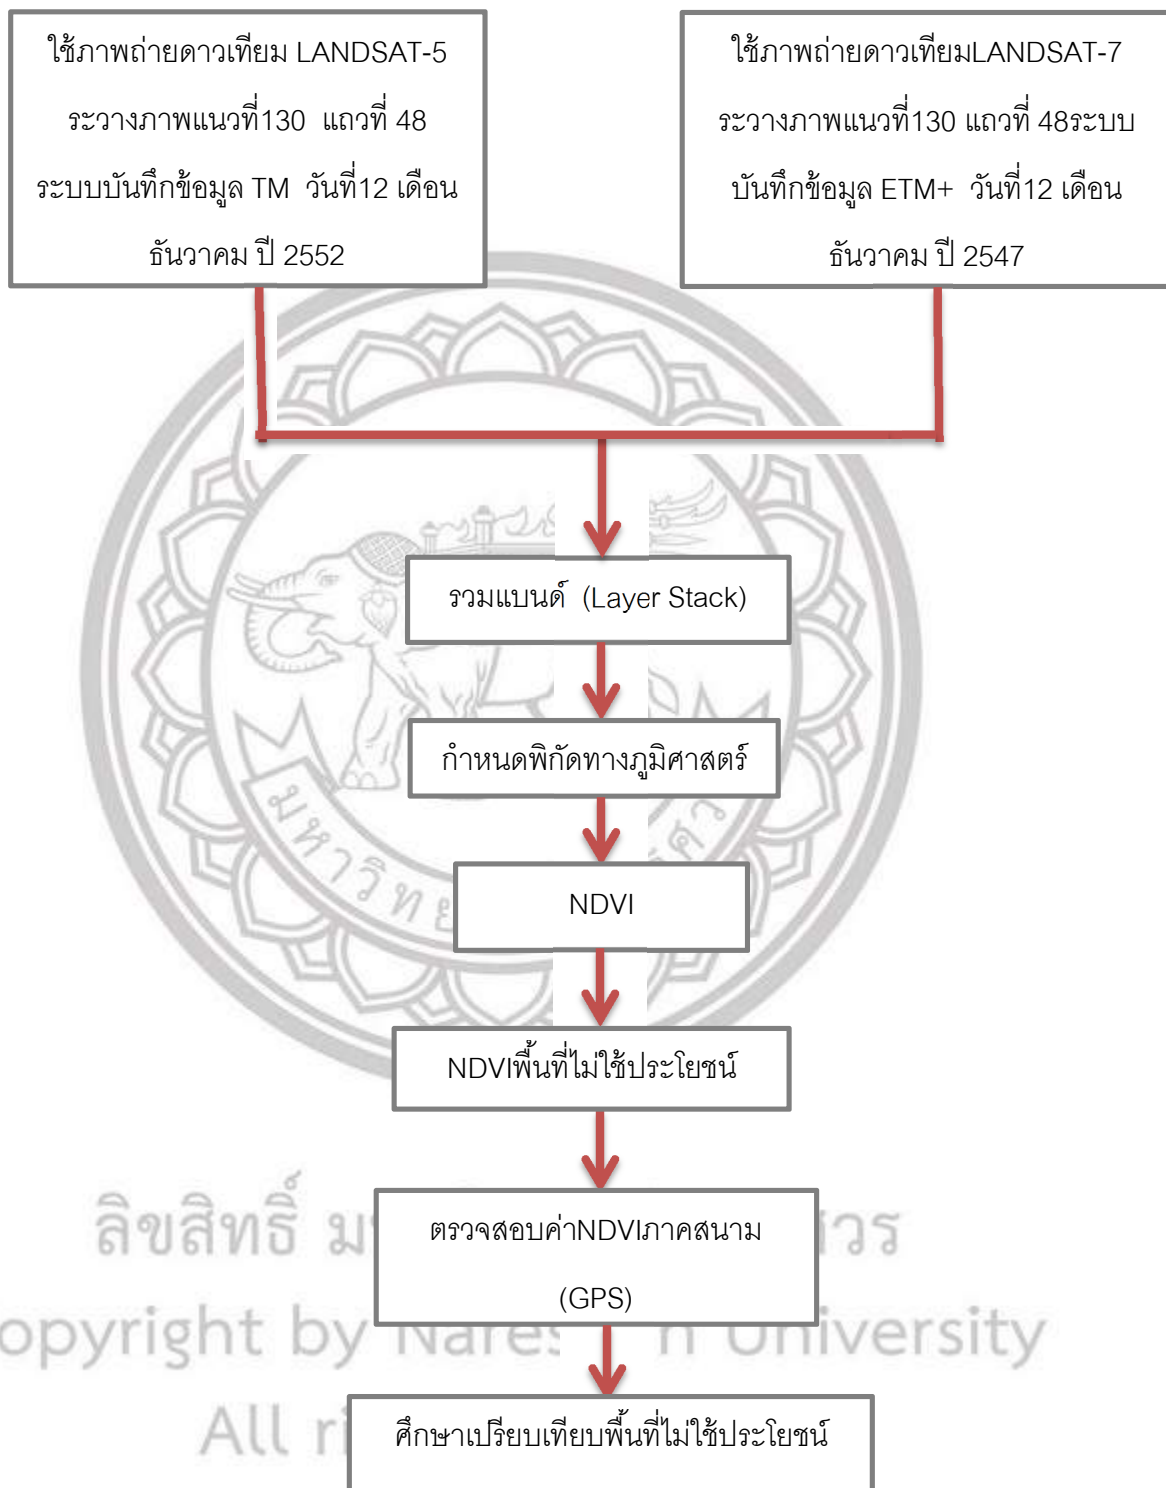 ใช้ภาพถ่ายดาวเทียม LANDSAT-5
ระวางภาพแนวที่130 แถวที่ 48
ระบบบันทึกข้อมูล TM วันที่12 เดือน
ธันวาคม ปี 2552
ใช้ภาพถ่ายดาวเทียมLANDSAT-7
ระวางภาพแนวที่130 แถวที่ 48ระบบ
บันทึกข้อมูล ETM+ วันที่12 เดือน
ธันวาคม ปี 2547
รวมแบนด์ (Layer Stack)
กำหนดพิกัดทางภูมิศาสตร์
NDVI
NDVIพื้นที่ไม่ใช้ประโยชน์
ตรวจสอบค่าNDVIภาคสนาม
(GPS)
ศึกษาเปรียบเทียบพื้นที่ไม่ใช้ประโยชน์
ลิขสิทธิ์
opyright by University
All